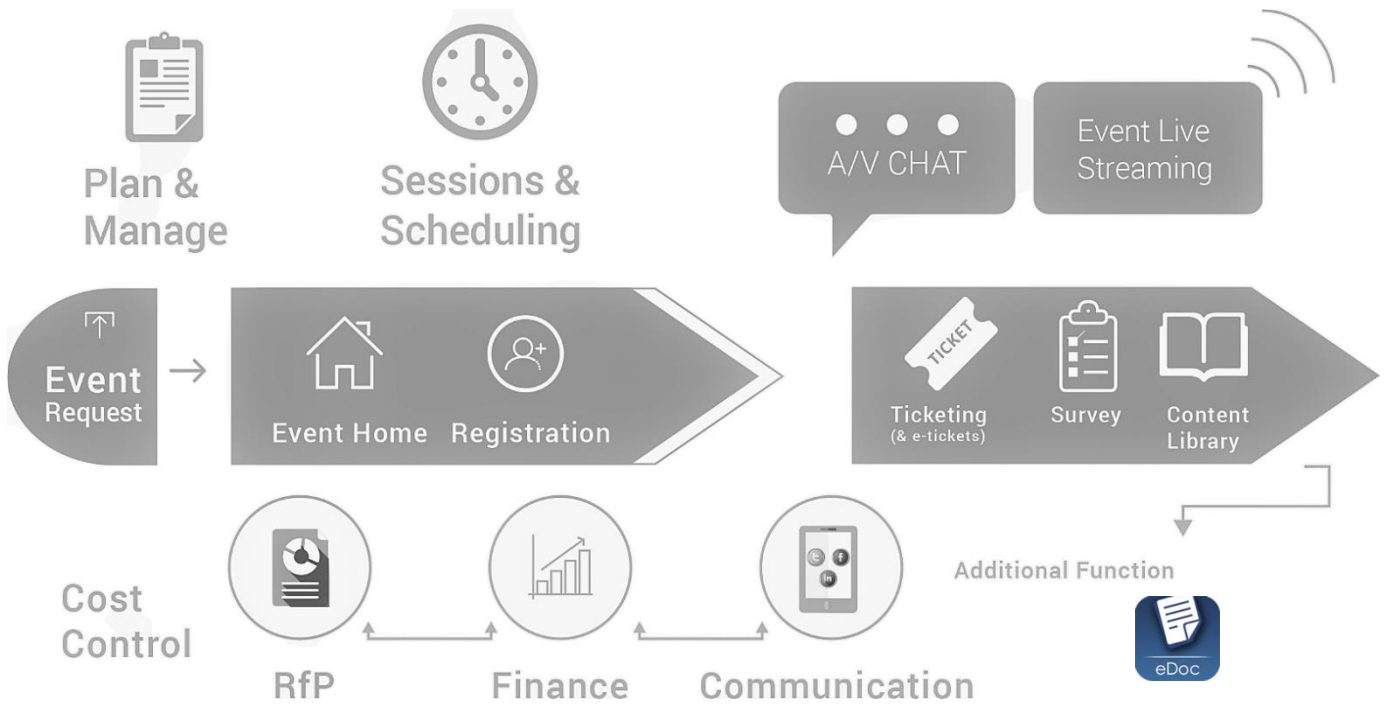 Plan &
Manage
Sessions &
Scheduling
A/V CHAT
Event Live
Streaming
Event
Request
Event Home
Registration
TICKET
Ticketing
(& e-tickets)
Survey
Content
Library
Cost
Control
RfP
Finance
t
f
in
Communication
Additional Function
eDoc